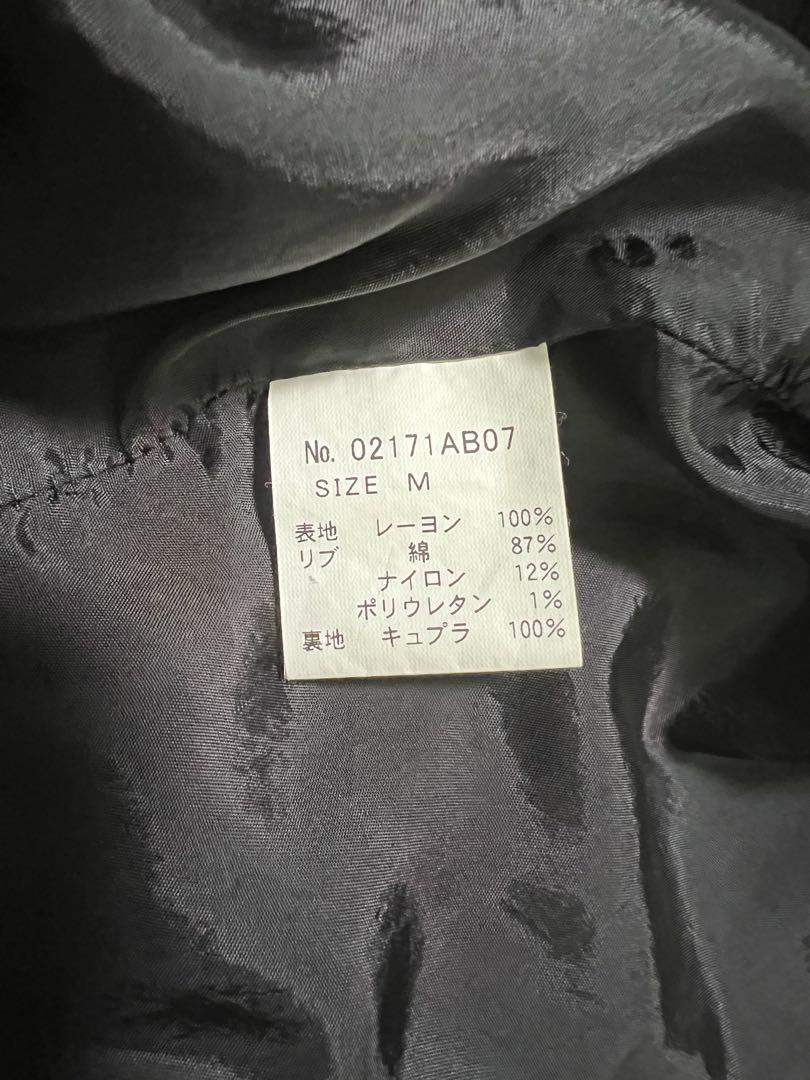 No. 02171AB07
SIZE M
表地 レーヨン 100%
リブ 綿 87%
ナイロン 12%
ポリウレタン 1%
裏地 キュプラ 100%